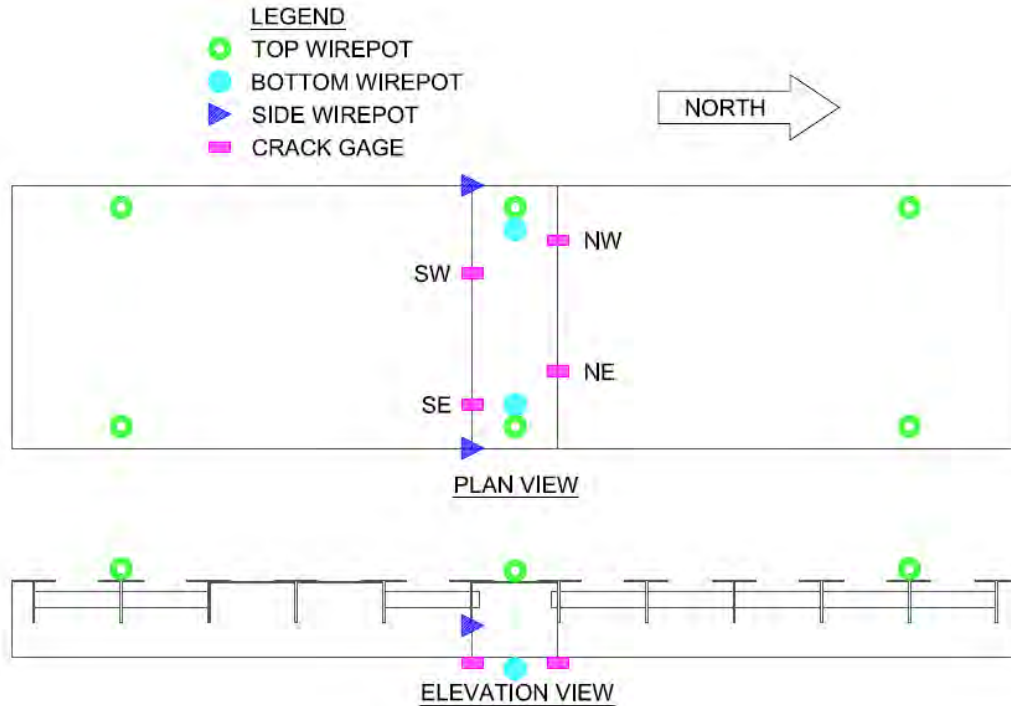 LEGEND
TOP WIREPOT
BOTTOM WIREPOT
SIDE WIREPOT
CRACK GAGE
NORTH
NW
SW
NE
SE
PLAN VIEW
ELEVATION VIEW